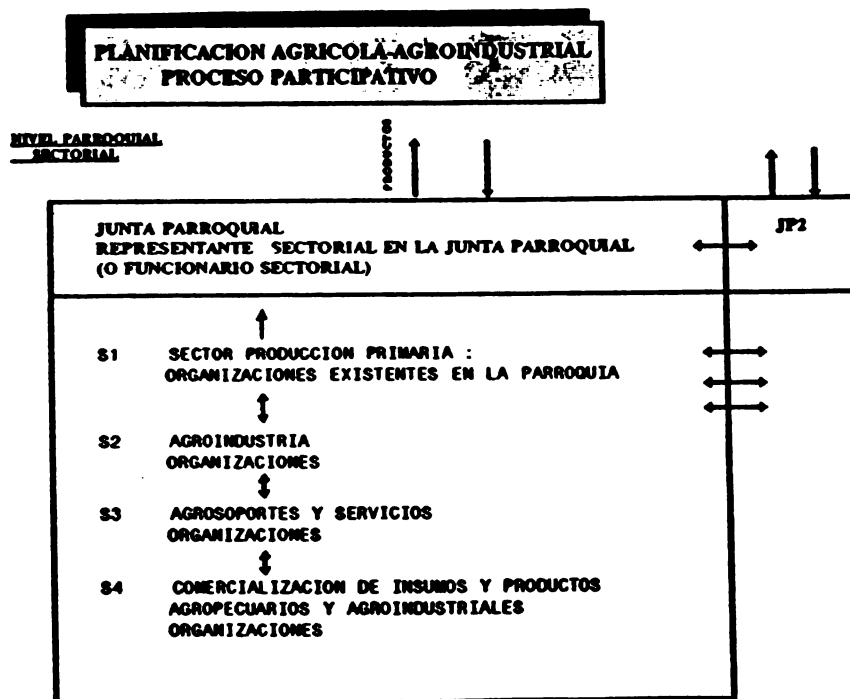 PLANIFICACION AGRICOLA-AGROINDUSTRIAL
PROCESO PARTICIPATIVO
NIVEL PARROQUIAL
SECTORIAL
PRODUCTOS
JUNTA PARROQUIAL
REPRESENTANTE SECTORIAL EN LA JUNTA PARROQUIAL
(O FUNCIONARIO SECTORIAL)
JP2
S1 SECTOR PRODUCCION PRIMARIA :
ORGANIZACIONES EXISTENTES EN LA PARROQUIA
S2 AGROINDUSTRIA
ORGANIZACIONES
S3 AGROSOPORTES Y SERVICIOS
ORGANIZACIONES
S4 COMERCIALIZACION DE INSUMOS Y PRODUCTOS
AGROPECUARIOS Y AGROINDUSTRIALES
ORGANIZACIONES